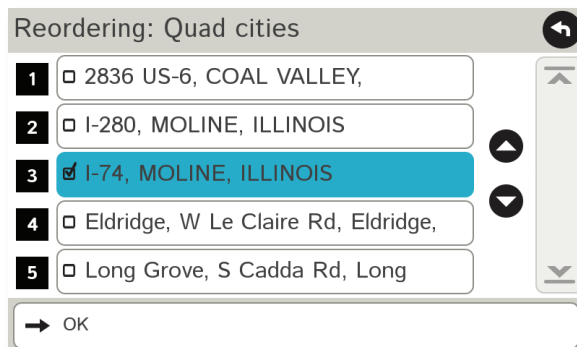 Reordering: Quad cities
1 2836 US-6, COAL VALLEY,
2 I-280, MOLINE, ILLINOIS
3 I-74, MOLINE, ILLINOIS
4 Eldridge, W Le Claire Rd, Eldridge,
5 Long Grove, S Cadda Rd, Long
OK